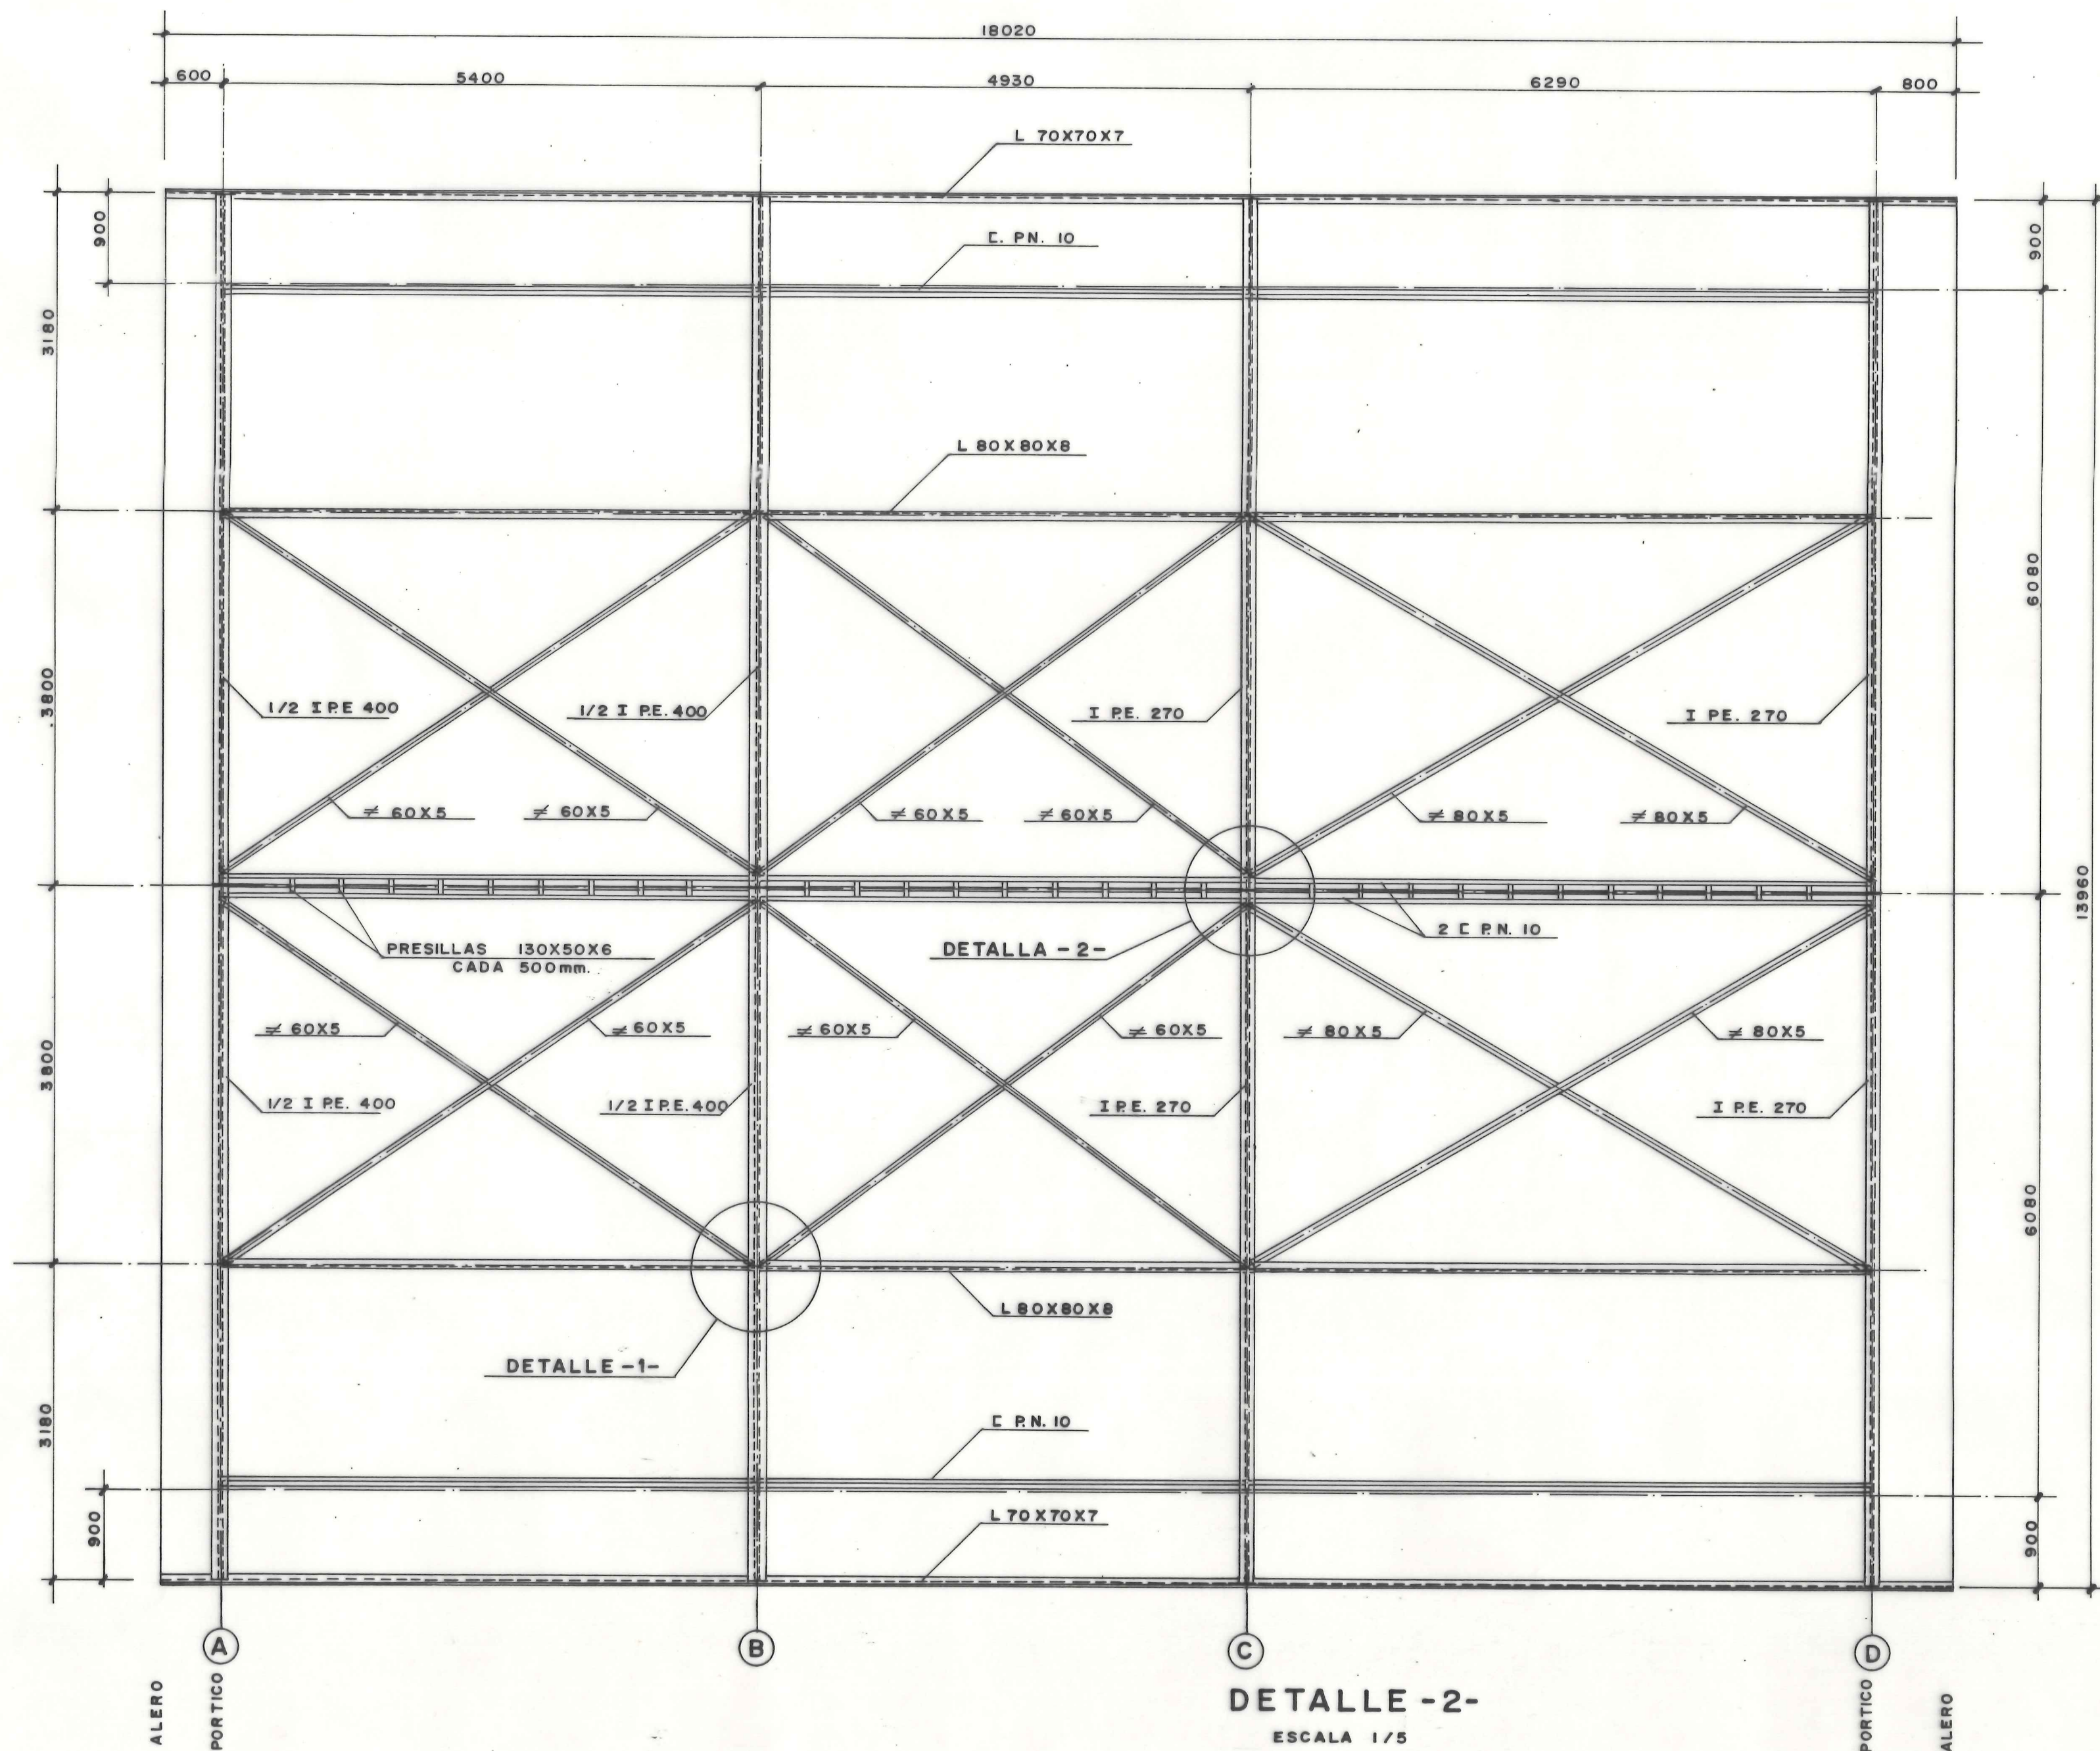 18020
600
5400
4930
6290
800
L 70X70X7
900
[. PN. 10
900
3180
L 80X80X8
6080
3800
1/2 I P.E 400
1/2 I P.E. 400
I P.E. 270
I PE. 270
≠ 60X5
≠ 60X5
≠ 60X5
≠ 60X5
≠ 80X5
≠ 80X5
13960
2 [ P.N. 10
PRESILLAS 130X50X6
CADA 500mm.
DETALLA -2-
≠ 60X5
≠ 60X5
≠ 60X5
≠ 60X5
≠ 80X5
≠ 80X5
3800
1/2 I P.E. 400
1/2 I P.E. 400
I P.E. 270
I P.E. 270
6080
L 80X80X8
DETALLE -1-
3180
[ P.N. 10
900
L 70X70X7
900
A
B
C
D
ALERO
PORTICO
DETALLE -2-
ESCALA 1/5
PORTICO
ALERO